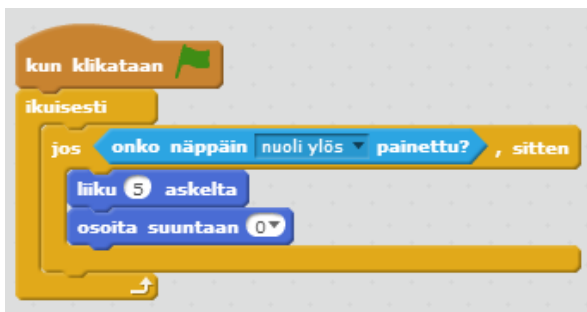 kun klikataan
ikuisesti
jos onko näppäin nuoli ylös painettu? , sitten
liiku 5 askelta
osoita suuntaan 0